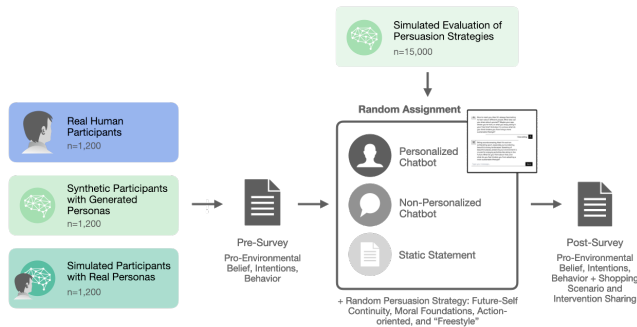 Simulated Evaluation of
Persuasion Strategies
n=15,000
Real Human
Participants
n=1,200
Synthetic Participants
with Generated
Personas
n=1,200
Simulated Participants
with Real Personas
n=1,200
Pre-Survey
Pro-Environmental
Belief, Intentions,
Behavior
Random Assignment
Personalized
Chatbot
Non-Personalized
Chatbot
Static Statement
+ Random Persuasion Strategy: Future-Self
Continuity, Moral Foundations, Action-
oriented, and "Freestyle"
Post-Survey
Pro-Environmental
Belief, Intentions,
Behavior + Shopping
Scenario and
Intervention Sharing